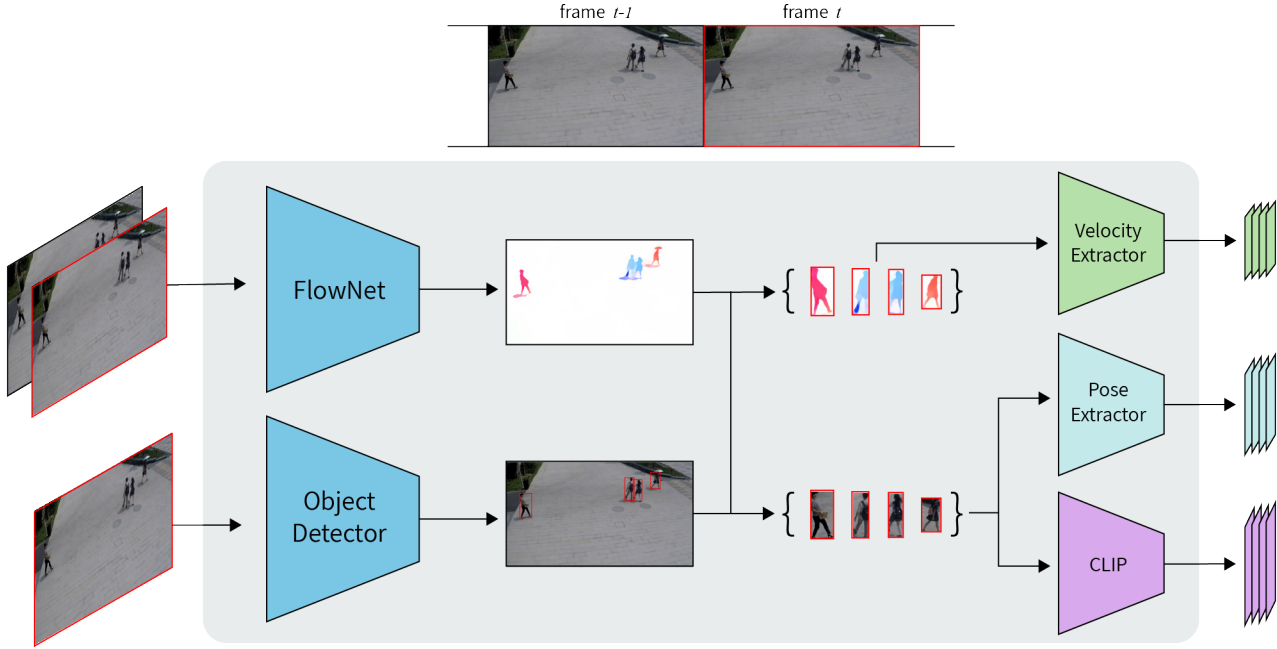 frame t-1
frame t
FlowNet
Velocity
Extractor
Pose
Extractor
Object
Detector
CLIP